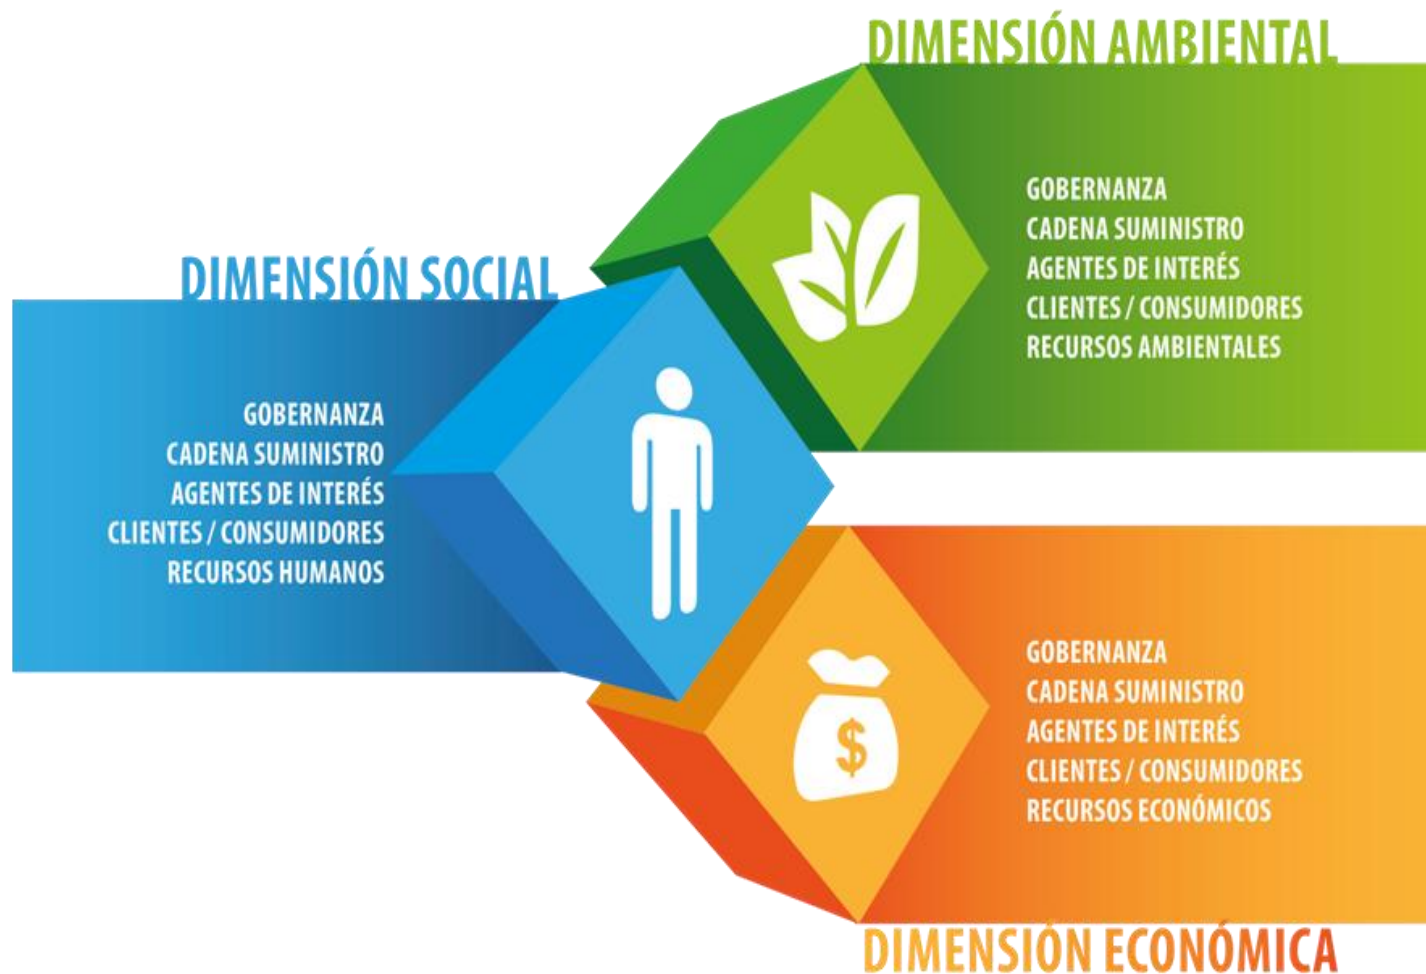 DIMENSIÓN AMBIENTAL
GOBERNANZA
CADENA SUMINISTRO
AGENTES DE INTERÉS
CLIENTES / CONSUMIDORES
RECURSOS AMBIENTALES
DIMENSIÓN SOCIAL
GOBERNANZA
CADENA SUMINISTRO
AGENTES DE INTERÉS
CLIENTES / CONSUMIDORES
RECURSOS HUMANOS
GOBERNANZA
CADENA SUMINISTRO
AGENTES DE INTERÉS
CLIENTES / CONSUMIDORES
RECURSOS ECONÓMICOS
$
DIMENSIÓN ECONÓMICA